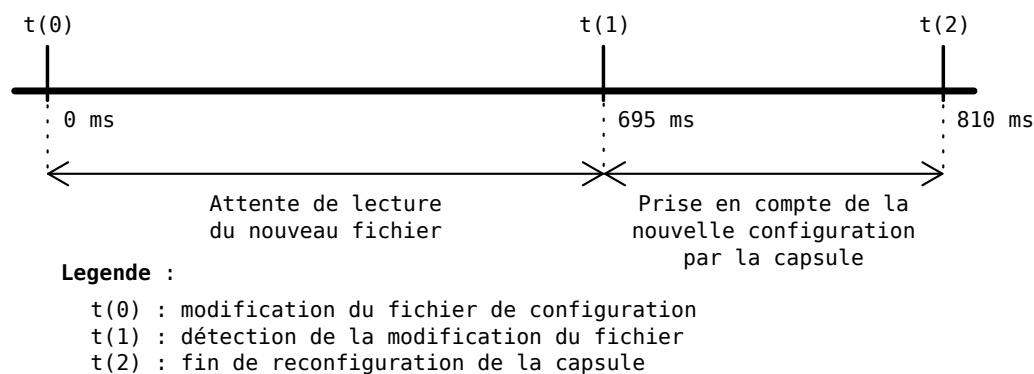 t(0) t(1) t(2)
0 ms 695 ms 810 ms
Attente de lecture
du nouveau fichier
Prise en compte de la
nouvelle configuration
par la capsule
Legende :
t(0) : modification du fichier de configuration
t(1) : détection de la modification du fichier
t(2) : fin de reconfiguration de la capsule